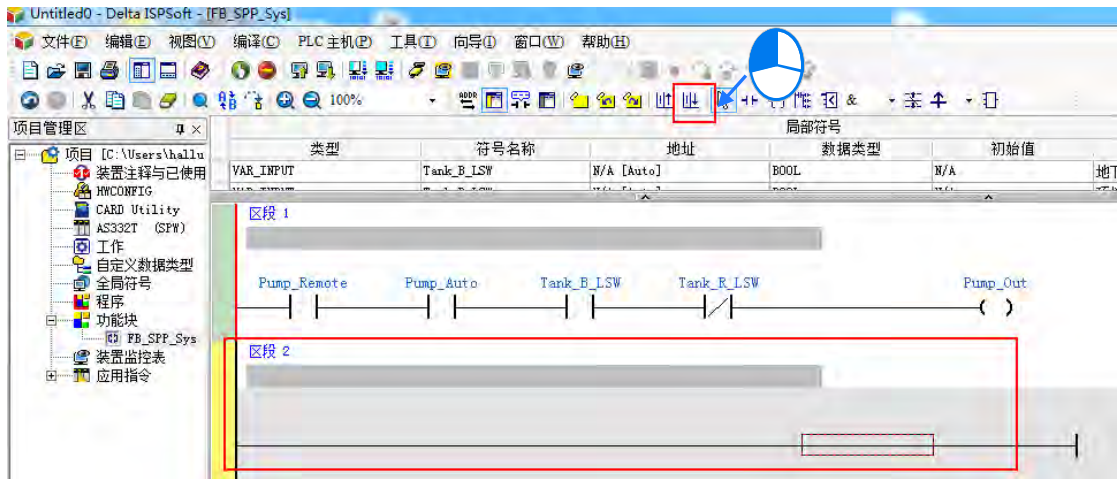 Untitled0 - Delta ISPSoft - [FB_SPP_Sys]
文件(F) 编辑(E) 视图(V) 编译(C) PLC 主机(P) 工具(I) 向导(I) 窗口(W) 帮助(H)
100%
ADDR
&
项目管理区
项目 [C:\Users\hallu
装置注释与已使用
HWCONFIG
CARD Utility
AS332T (SPW)
工作
自定义数据类型
全局符号
程序
功能块
FB_SPP_Sys
装置监控表
应用指令
局部符号
类型 符号名称 地址 数据类型 初始值
VAR_INPUT Tank_B_LSW N/A [Auto] BOOL N/A
区段 1
Pump_Remote Pump_Auto Tank_B_LSW Tank_R_LSW Pump_Out
区段 2